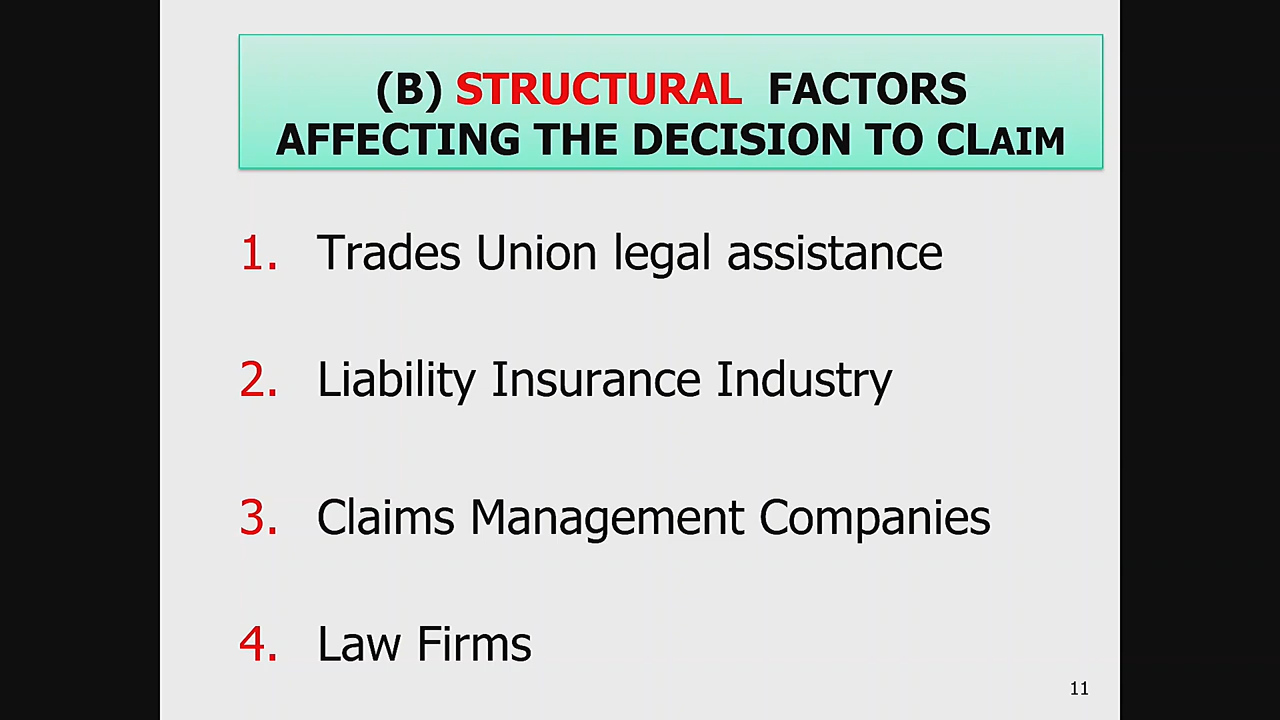 (B) STRUCTURAL FACTORS
AFFECTING THE DECISION TO CLAIM
1. Trades Union legal assistance
2. Liability Insurance Industry
3. Claims Management Companies
4. Law Firms
11